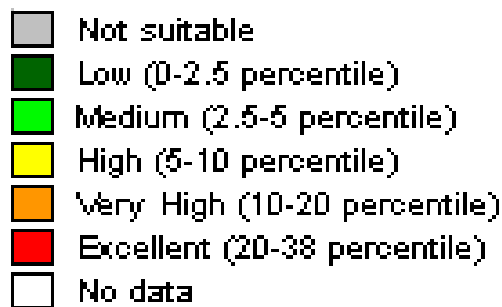 Not suitable
Low (0-2.5 percentile)
Medium (2.5-5 percentile)
High (5-10 percentile)
Very High (10-20 percentile)
Excellent (20-38 percentile)
No data